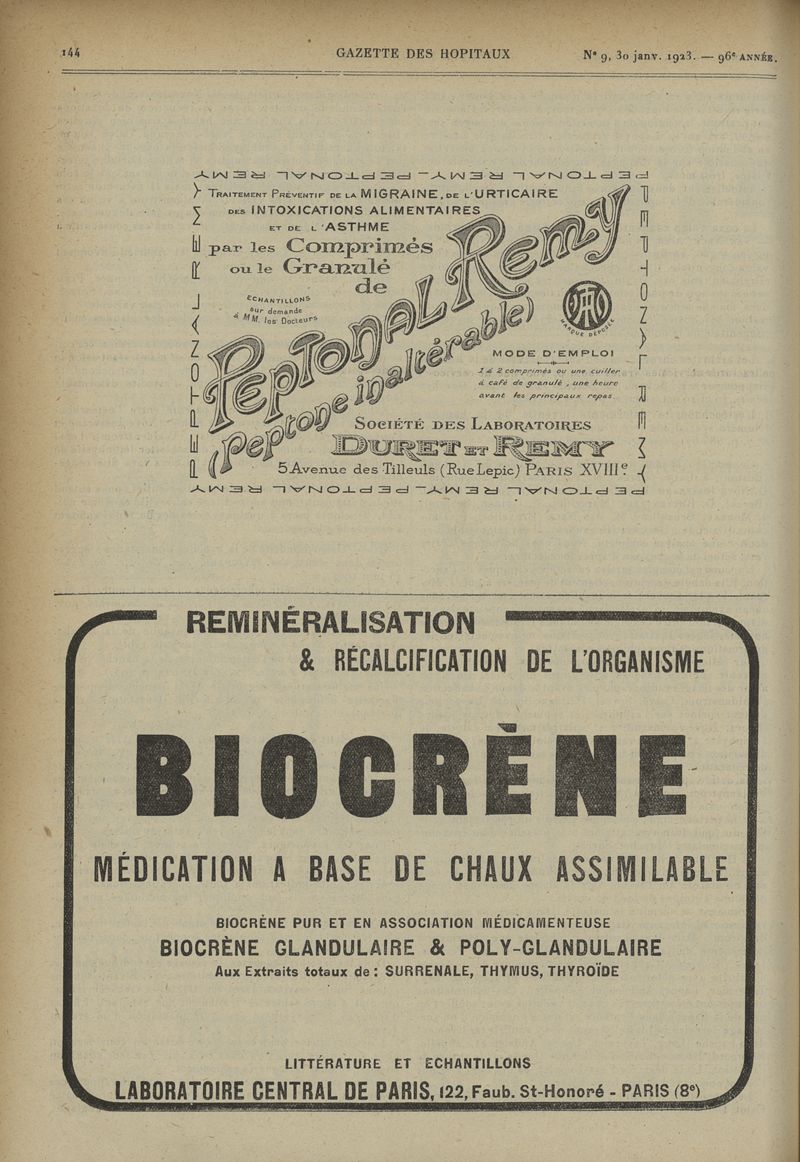 144 GAZETTE DES HOPITAUX N° 9, 30 janv. 1923. — 96e ANNÉE.
PEPTONAL REMY PEPTONAL REMY
TRAITEMENT PRÉVENTIF DE LA MIGRAINE, DE L'URTICAIRE
DES INTOXICATIONS ALIMENTAIRES
ET DE L'ASTHME
par les Comprimés
ou le Granulé
de
ECHANTILLONS
sur demande
à MM. les Docteurs
PEPTONAL REMY
(peptone inaltérable)
MARQUE DÉPOSÉE
MODE D'EMPLOI
1 à 2 comprimés ou une cuiller
à café de granulé, une heure
avant les principaux repas.
SOCIÉTÉ DES LABORATOIRES
DURET ET REMY
5 Avenue des Tilleuls (Rue Lepic) PARIS XVIIIe
PEPTONAL REMY
PEPTONAL REMY
PEPTONAL REMY PEPTONAL REMY
REMINÉRALISATION
& RÉCALCIFICATION DE L'ORGANISME
BIOCRÈNE
MÉDICATION A BASE DE CHAUX ASSIMILABLE
BIOCRÈNE PUR ET EN ASSOCIATION MÉDICAMENTEUSE
BIOCRÈNE GLANDULAIRE & POLY-GLANDULAIRE
Aux Extraits totaux de : SURRENALE, THYMUS, THYROÏDE
LITTÉRATURE ET ECHANTILLONS
LABORATOIRE CENTRAL DE PARIS, 122, Faub. St-Honoré - PARIS (8e)